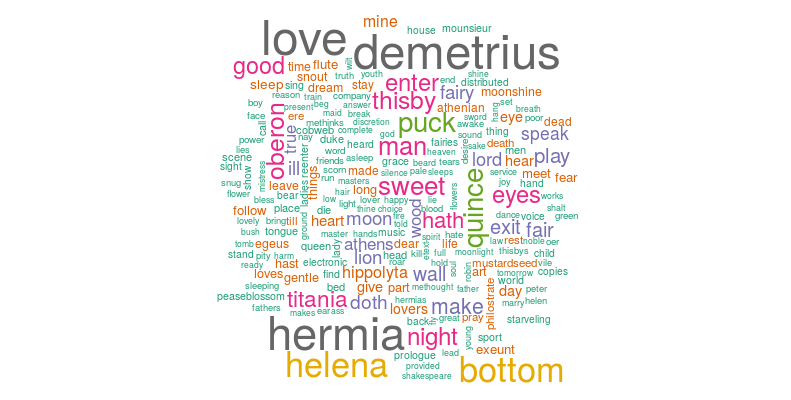 mine
house mounsieur
love
demetrius
good time flute wilt truth youth shine
snout enter end distributed
sleep sing dream stay fairy moonshine
reason train company thisby athenian set
boy present beg answer hang breath
oberon ere maid break puck sword eye poor dead
face call true methinks discretion awake thing
cobweb complete god sound speak
power nay duke heard man fairies desire sake death men
lies reenter word heaven
scene ill friends asleep grace beard tears lord hear play
sight show things scorn made silence pale sleeps service meet fear
snug mistress run masters sweet joy hand
flower leave ladies hair long lover happy lie flowers quince eyes works
bless bear low light thine choice blood shalt
follow place die wood hath dance voice green
lovely bring till heart moon fire told exit fair
bush tongue ground master hands music spirit hate law rest noble oer
tomb egeus queen lady athens dear etext life moonlight thisbys child
stand pity harm lion head kill full
ready hast electronic roar hold soul robin mustardseed vile
loves gentle find hippolyta wall art tomorrow copies
sleeping bed give part methought father world
peaseblossom titania doth hermias make philostrate day peter
fathers makes earass lovers marry helen
hermia back fly great pray starveling
night young sport
prologue lead exeunt
helena provided bottom
shakespeare